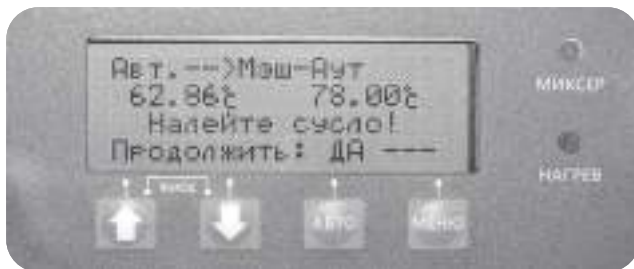 Авт.-->Мэш-Аут
62.86℃ 78.00℃
Налейте сусло!
Продолжить: ДА ---
МИКСЕР
НАГРЕВ
АВТО
МЕНЮ